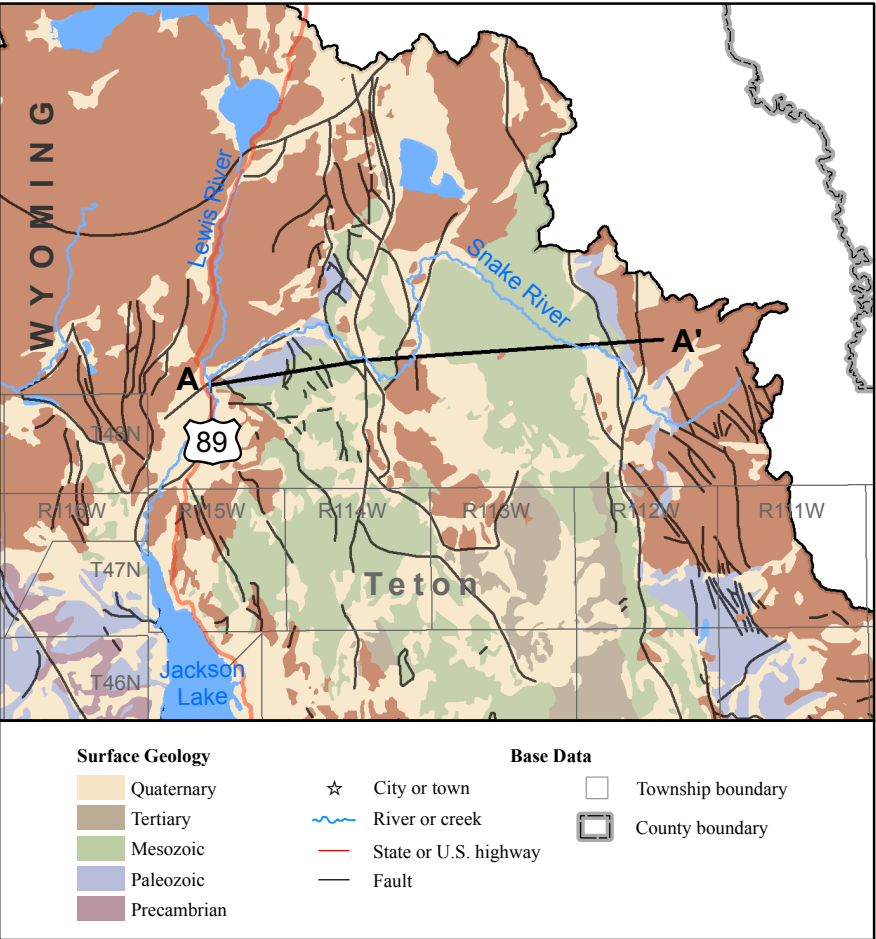 WYOMING
Lewis River
Snake River
A
A'
89
T48N
R116W
R115W
R114W
R113W
R112W
R111W
T47N
Teton
T46N
Jackson
Lake
Surface Geology
Quaternary
Tertiary
Mesozoic
Paleozoic
Precambrian
Base Data
City or town
River or creek
State or U.S. highway
Fault
Township boundary
County boundary